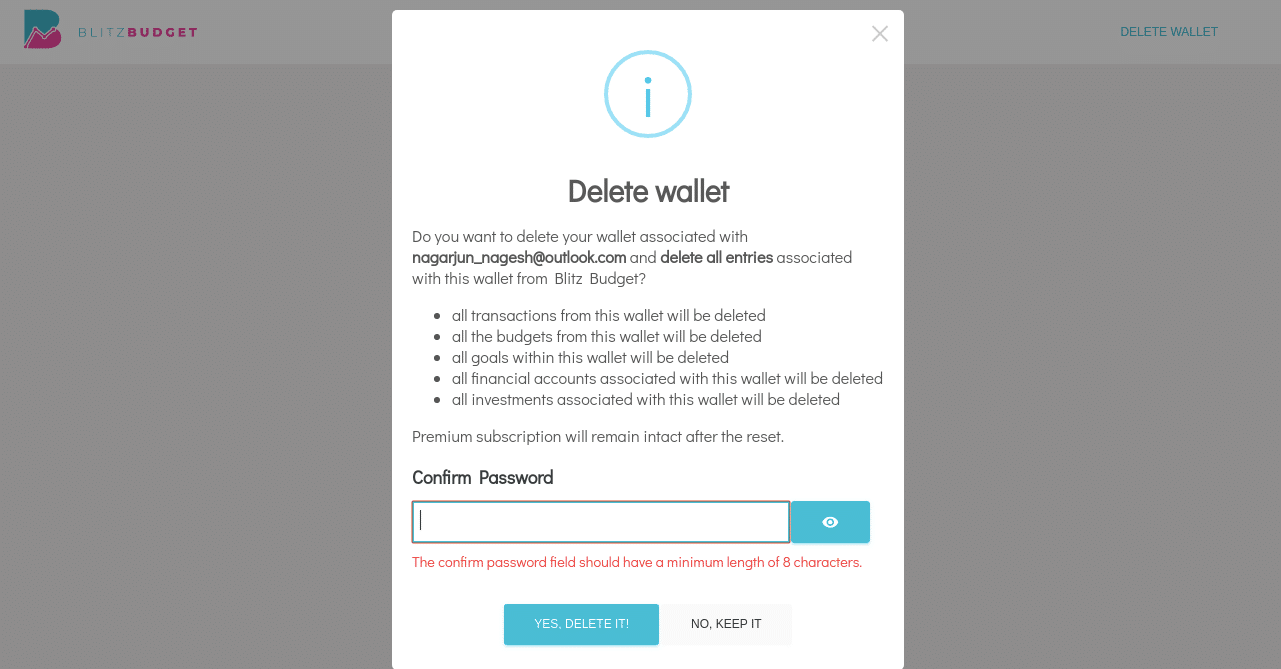 BLITZBUDGET
DELETE WALLET
i
Delete wallet
Do you want to delete your wallet associated with
nagarjun_nagesh@outlook.com and delete all entries associated
with this wallet from Blitz Budget?
all transactions from this wallet will be deleted
all the budgets from this wallet will be deleted
all goals within this wallet will be deleted
all financial accounts associated with this wallet will be deleted
all investments associated with this wallet will be deleted
Premium subscription will remain intact after the reset.
Confirm Password
The confirm password field should have a minimum length of 8 characters.
YES, DELETE IT! NO, KEEP IT